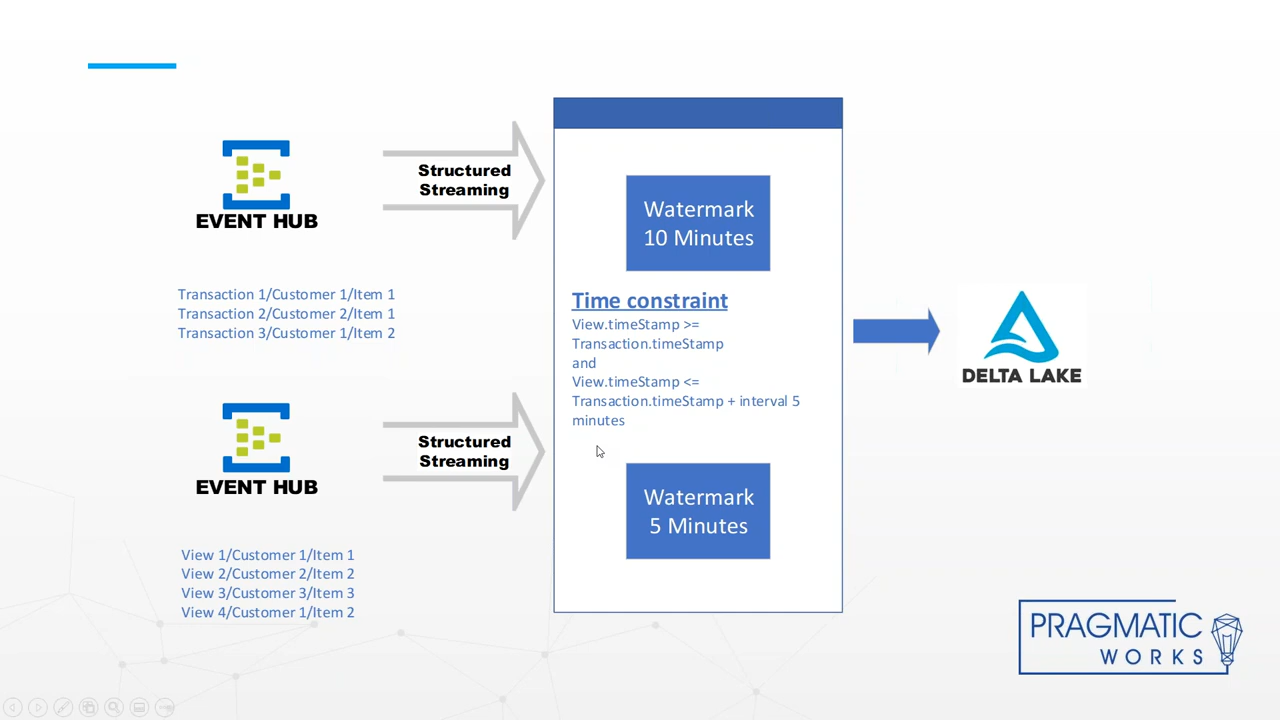 EVENT HUB
Structured
Streaming
Transaction 1/Customer 1/Item 1
Transaction 2/Customer 2/Item 1
Transaction 3/Customer 1/Item 2
EVENT HUB
Structured
Streaming
View 1/Customer 1/Item 1
View 2/Customer 2/Item 2
View 3/Customer 3/Item 3
View 4/Customer 1/Item 2
Watermark
10 Minutes
Time constraint
View.timeStamp >=
Transaction.timeStamp
and
View.timeStamp <=
Transaction.timeStamp + interval 5
minutes
Watermark
5 Minutes
DELTA LAKE
PRAGMATIC
WORKS